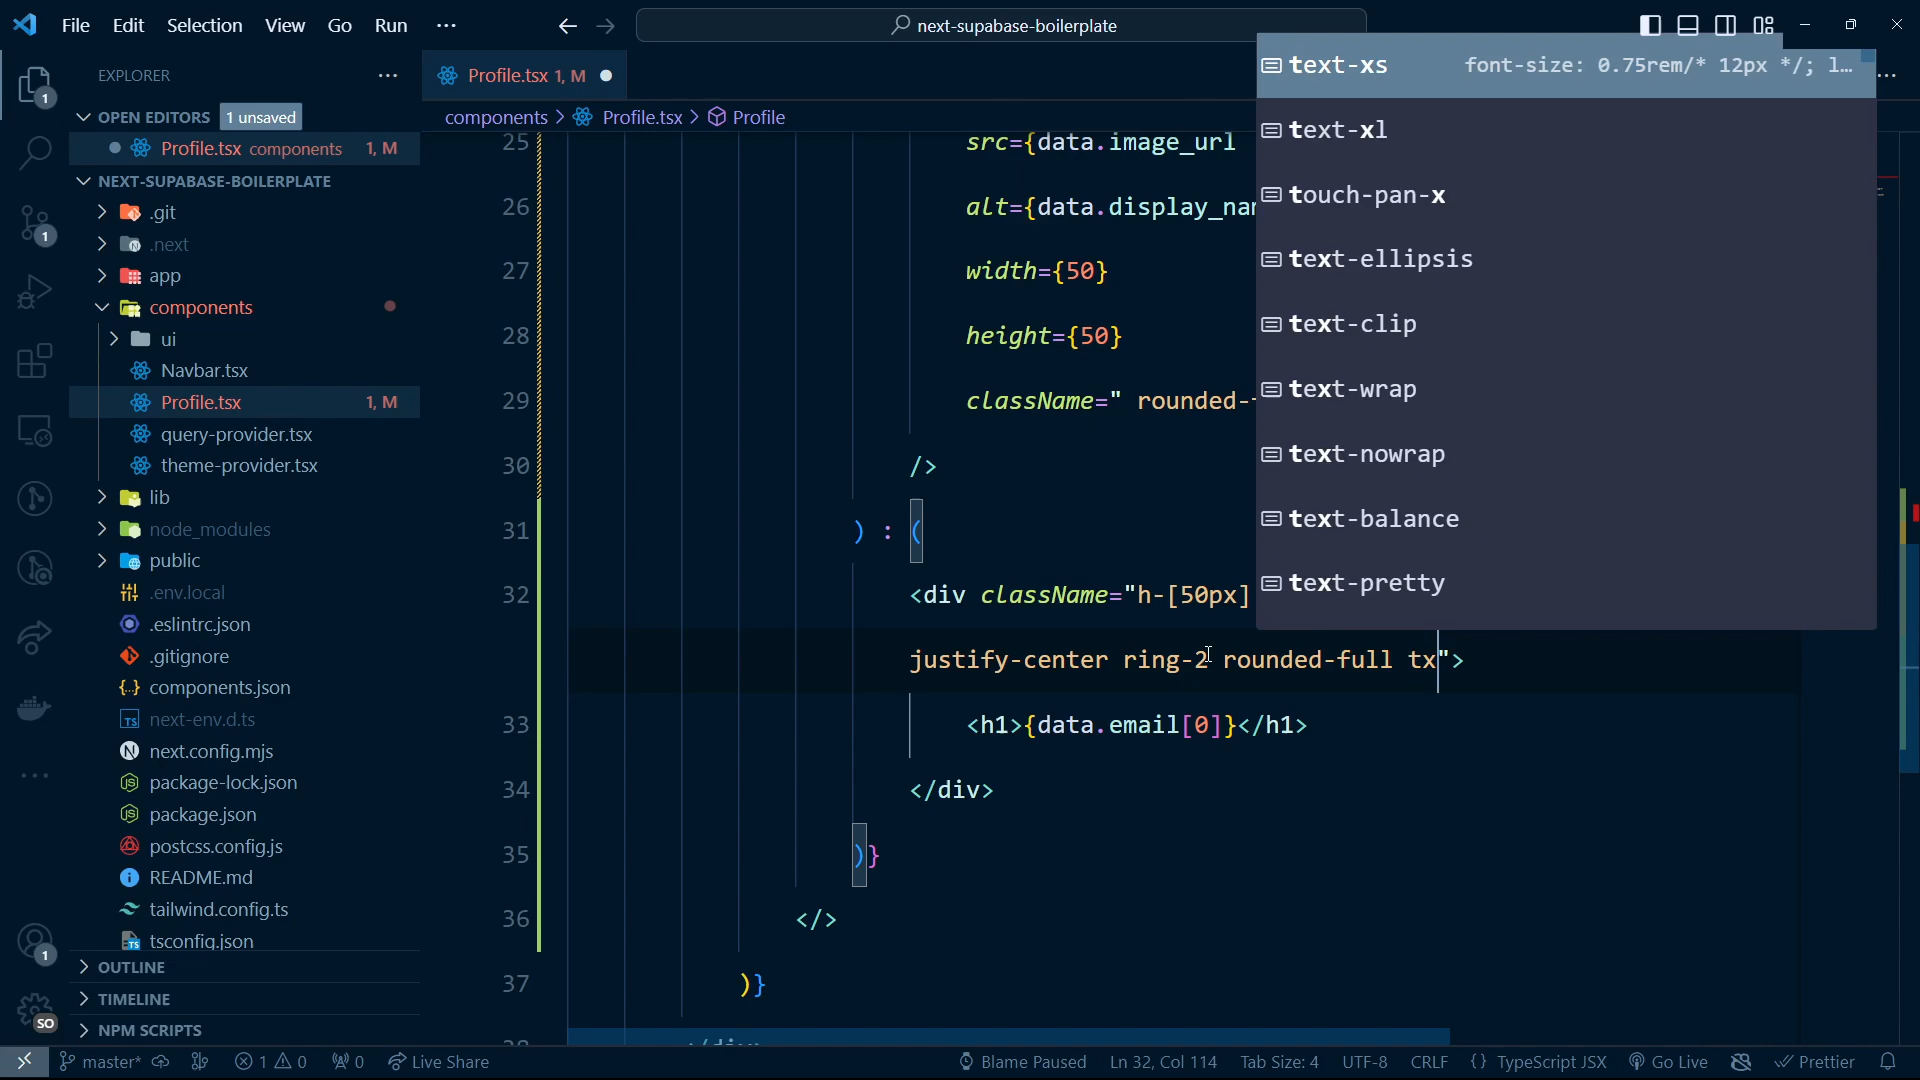 File Edit Selection View Go Run ···
next-supabase-boilerplate
EXPLORER
OPEN EDITORS 1 unsaved
Profile.tsx components 1, M
NEXT-SUPABASE-BOILERPLATE
.git
.next
app
components
ui
Navbar.tsx
Profile.tsx 1, M
query-provider.tsx
theme-provider.tsx
lib
node_modules
public
.env.local
.eslintrc.json
.gitignore
components.json
next-env.d.ts
next.config.mjs
package-lock.json
package.json
postcss.config.js
README.md
tailwind.config.ts
tsconfig.json
OUTLINE
TIMELINE
NPM SCRIPTS
Profile.tsx 1, M
components > Profile.tsx > Profile
25 src={data.image_url
26 alt={data.display_nam
27 width={50}
28 height={50}
29 className=" rounded-
30 />
31 ) : (
32 <div className="h-[50px]
justify-center ring-2 rounded-full tx">
33 <h1>{data.email[0]}</h1>
34 </div>
35 )}
36 </>
37 )}
38 </div>
text-xs font-size: 0.75rem/* 12px */; l…
text-xl
touch-pan-x
text-ellipsis
text-clip
text-wrap
text-nowrap
text-balance
text-pretty
1
1
1
SO
master* 1 0 0 Live Share Blame Paused Ln 32, Col 114 Tab Size: 4 UTF-8 CRLF {} TypeScript JSX Go Live Prettier